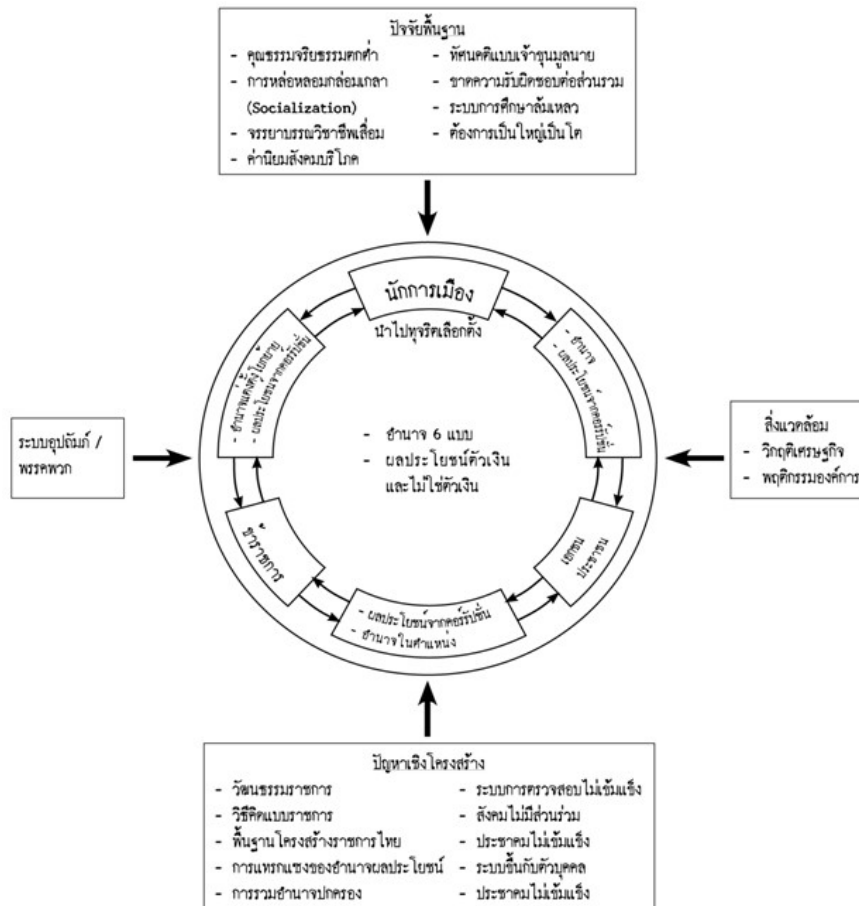 ปัจจัยพื้นฐาน
- คุณธรรมจริยธรรมตกต่ำ
- การหล่อหลอมกล่อมเกลา
(Socialization)
- จรรยาบรรณวิชาชีพเสื่อม
- ค่านิยมสังคมบริโภค
- ทัศนคติแบบเจ้าขุนมูลนาย
- ขาดความรับผิดชอบต่อส่วนรวม
- ระบบการศึกษาล้มเหลว
- ต้องการเป็นใหญ่เป็นโต
นักการเมือง
นำไปทุจริตเลือกตั้ง
- อำนาจแต่งตั้งโยกย้าย
- ผลประโยชน์จากคอร์รัปชั่น
- อำนาจ
- ผลประโยชน์จากคอร์รัปชั่น
ระบบอุปถัมภ์ /
พรรคพวก
- อำนาจ 6 แบบ
- ผลประโยชน์ตัวเงิน
และไม่ใช่ตัวเงิน
สิ่งแวดล้อม
- วิกฤติเศรษฐกิจ
- พฤติกรรมองค์การ
ข้าราชการ
เอกชน
ประชาชน
- ผลประโยชน์จากคอร์รัปชั่น
- อำนาจในตำแหน่ง
ปัญหาเชิงโครงสร้าง
- วัฒนธรรมราชการ
- วิธีคิดแบบราชการ
- พื้นฐานโครงสร้างราชการไทย
- การแทรกแซงของอำนาจผลประโยชน์
- การรวมอำนาจปกครอง
- ระบบการตรวจสอบไม่เข้มแข็ง
- สังคมไม่มีส่วนร่วม
- ประชาคมไม่เข้มแข็ง
- ระบบขึ้นกับตัวบุคคล
- ประชาคมไม่เข้มแข็ง